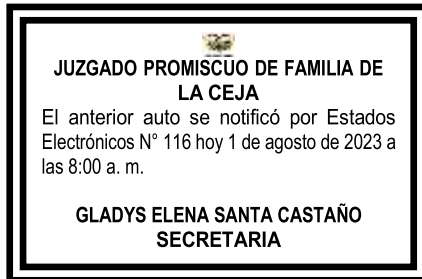 JUZGADO PROMISCUO DE FAMILIA DE
LA CEJA
El anterior auto se notificó por Estados
Electrónicos N° 116 hoy 1 de agosto de 2023 a
las 8:00 a. m.
GLADYS ELENA SANTA CASTAÑO
SECRETARIA